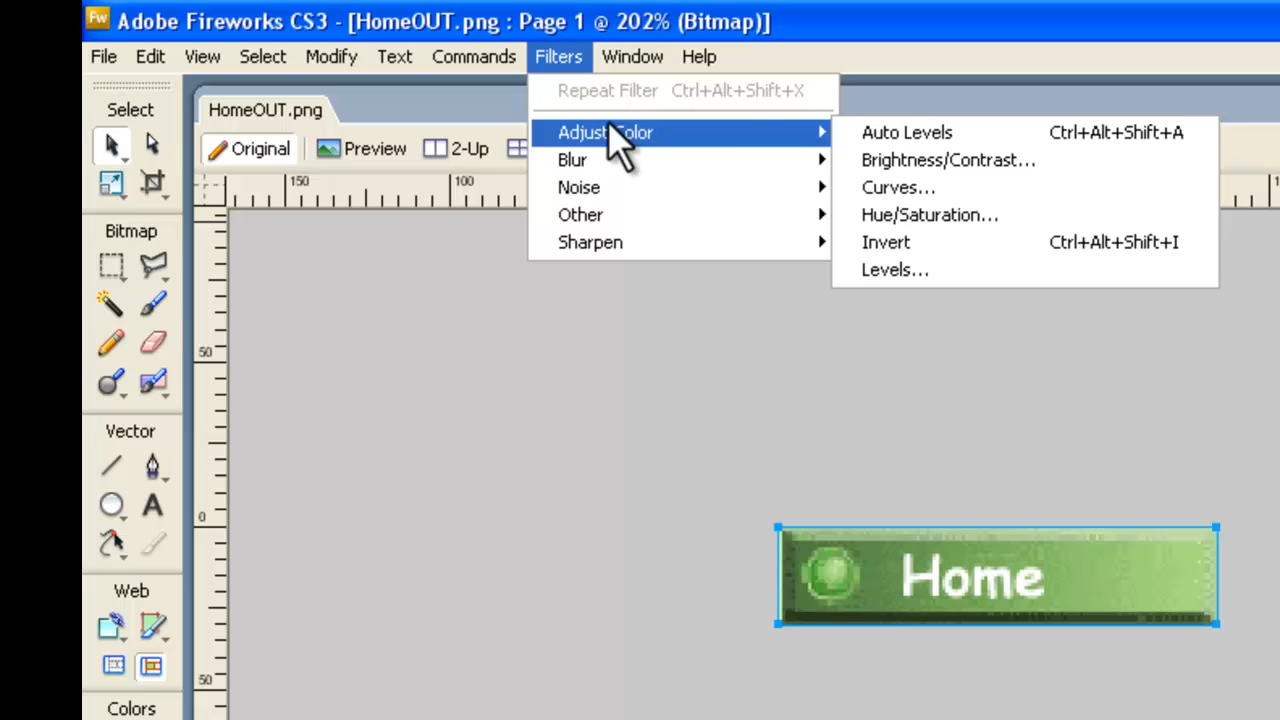 Fw Adobe Fireworks CS3 - [HomeOUT.png : Page 1 @ 202% (Bitmap)]
File Edit View Select Modify Text Commands Filters Window Help
Repeat Filter Ctrl+Alt+Shift+X
Select
HomeOUT.png
Adjust Color
Auto Levels Ctrl+Alt+Shift+A
Original Preview 2-Up
Blur
Brightness/Contrast...
Noise
Curves...
150 100
Other
Hue/Saturation...
Bitmap
Sharpen
Invert Ctrl+Alt+Shift+I
Levels...
50
Vector
0
Home
Web
50
Colors